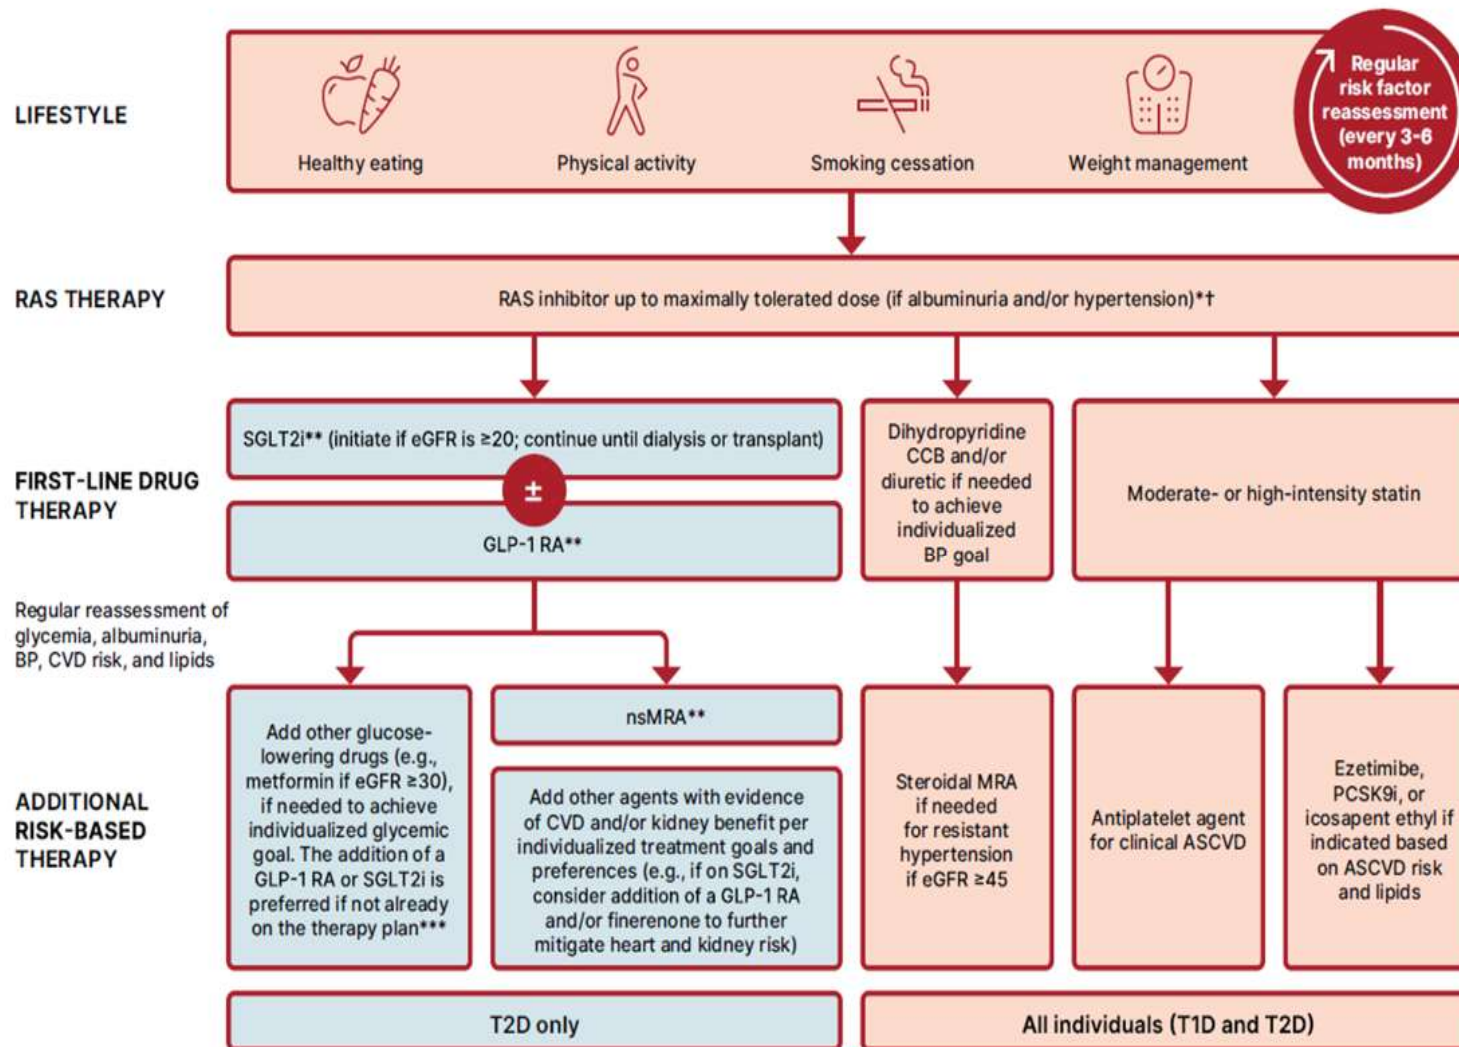 LIFESTYLE
Healthy eating
Physical activity
Smoking cessation
Weight management
Regular
risk factor
reassessment
(every 3-6
months)
RAS THERAPY
RAS inhibitor up to maximally tolerated dose (if albuminuria and/or hypertension)*†
FIRST-LINE DRUG
THERAPY
SGLT2i** (initiate if eGFR is ≥20; continue until dialysis or transplant)
±
GLP-1 RA**
Dihydropyridine
CCB and/or
diuretic if needed
to achieve
individualized
BP goal
Moderate- or high-intensity statin
Regular reassessment of
glycemia, albuminuria,
BP, CVD risk, and lipids
ADDITIONAL
RISK-BASED
THERAPY
Add other glucose-
lowering drugs (e.g.,
metformin if eGFR ≥30),
if needed to achieve
individualized glycemic
goal. The addition of a
GLP-1 RA or SGLT2i is
preferred if not already
on the therapy plan***
nsMRA**
Add other agents with evidence
of CVD and/or kidney benefit per
individualized treatment goals and
preferences (e.g., if on SGLT2i,
consider addition of a GLP-1 RA
and/or finerenone to further
mitigate heart and kidney risk)
Steroidal MRA
if needed
for resistant
hypertension
if eGFR ≥45
Antiplatelet agent
for clinical ASCVD
Ezetimibe,
PCSK9i, or
icosapent ethyl if
indicated based
on ASCVD risk
and lipids
T2D only
All individuals (T1D and T2D)